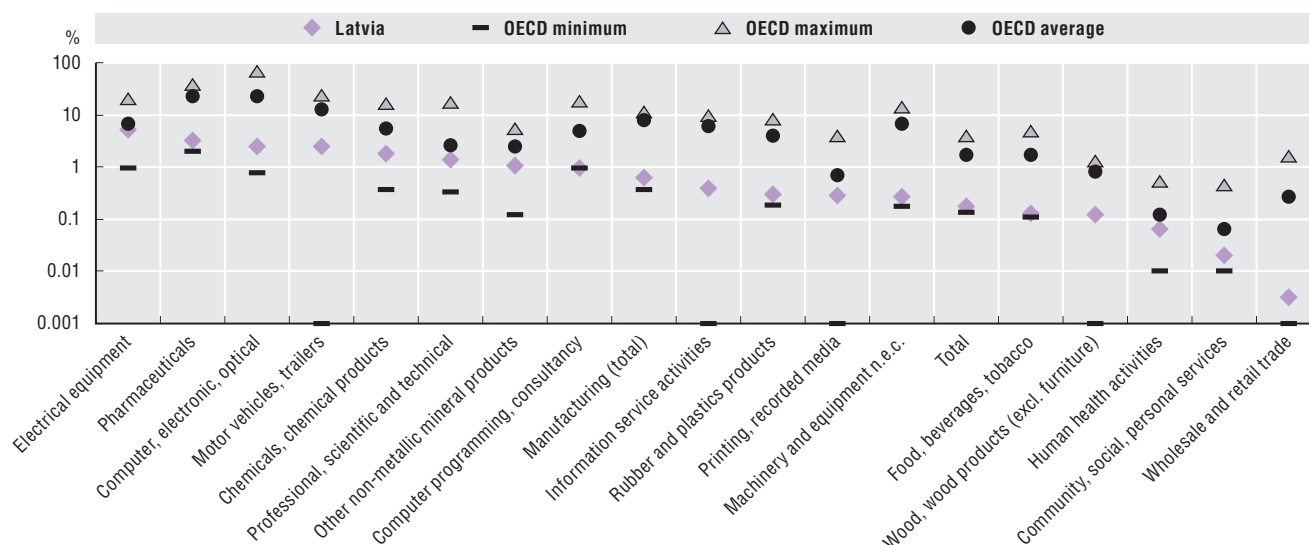 Latvia OECD minimum OECD maximum OECD average
%
100
10
1
0.1
0.01
0.001
Electrical equipment
Pharmaceuticals
Computer, electronic, optical
Motor vehicles, trailers
Chemicals, chemical products
Professional, scientific and technical
Other non-metallic mineral products
Computer programming, consultancy
Manufacturing (total)
Information service activities
Rubber and plastics products
Printing, recorded media
Machinery and equipment n.e.c.
Total
Food, beverages, tobacco
Wood, wood products (excl. furniture)
Human health activities
Community, social, personal services
Wholesale and retail trade